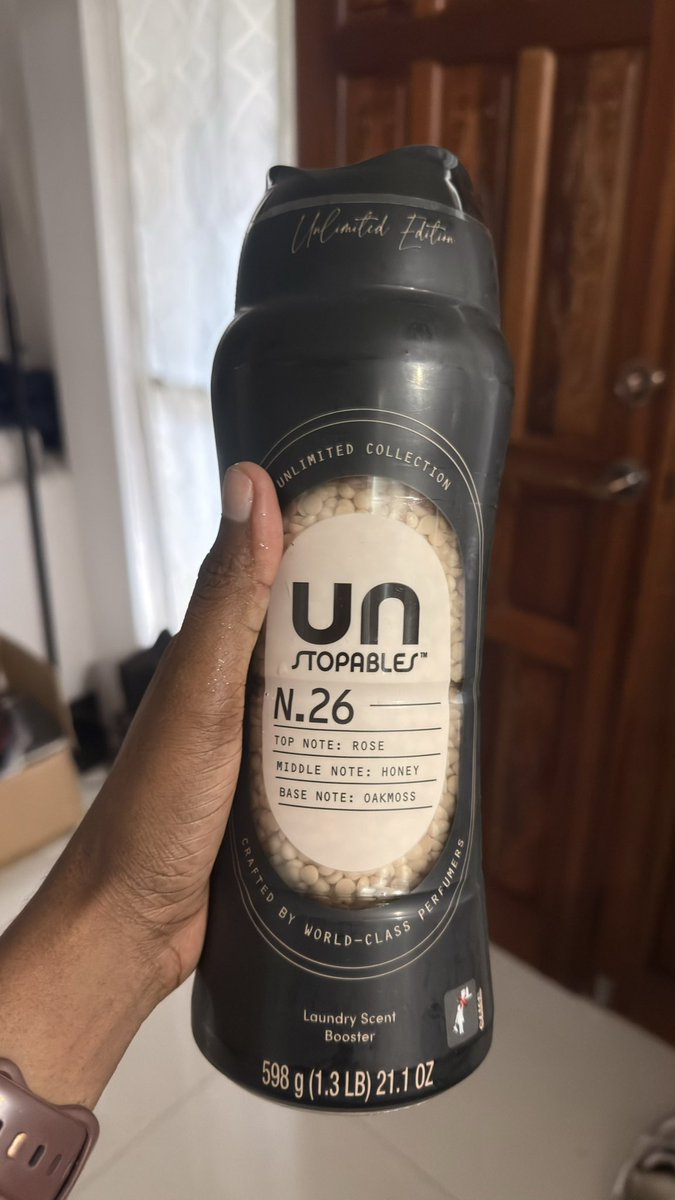 Unlimited Edition
UNLIMITED COLLECTION
UN
STOPABLES™
N.26
TOP NOTE: ROSE
MIDDLE NOTE: HONEY
BASE NOTE: OAKMOSS
CRAFTED BY WORLD-CLASS PERFUMERS
Laundry Scent
Booster
598 g (1.3 LB) 21.1 OZ